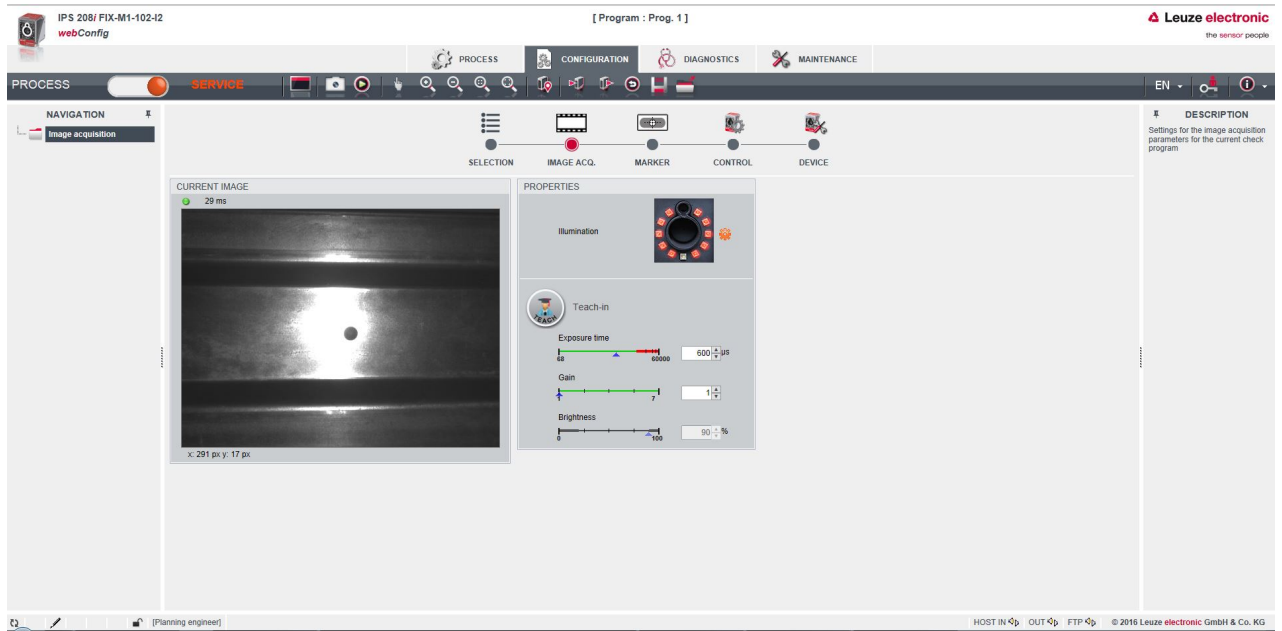 IPS 208i FIX-M1-102-I2
webConfig
[ Program : Prog. 1 ]
Leuze electronic
the sensor people
PROCESS
CONFIGURATION
DIAGNOSTICS
MAINTENANCE
PROCESS
SERVICE
EN
NAVIGATION
Image acquisition
SELECTION
IMAGE ACQ.
MARKER
CONTROL
DEVICE
DESCRIPTION
Settings for the image acquisition
parameters for the current check
program
CURRENT IMAGE
29 ms
x: 291 px y: 17 px
PROPERTIES
Illumination
TEACH
Teach-in
Exposure time
68 60000 600 µs
Gain
1 7 1
Brightness
0 100 90 %
[Planning engineer]
HOST IN OUT FTP © 2016 Leuze electronic GmbH & Co. KG